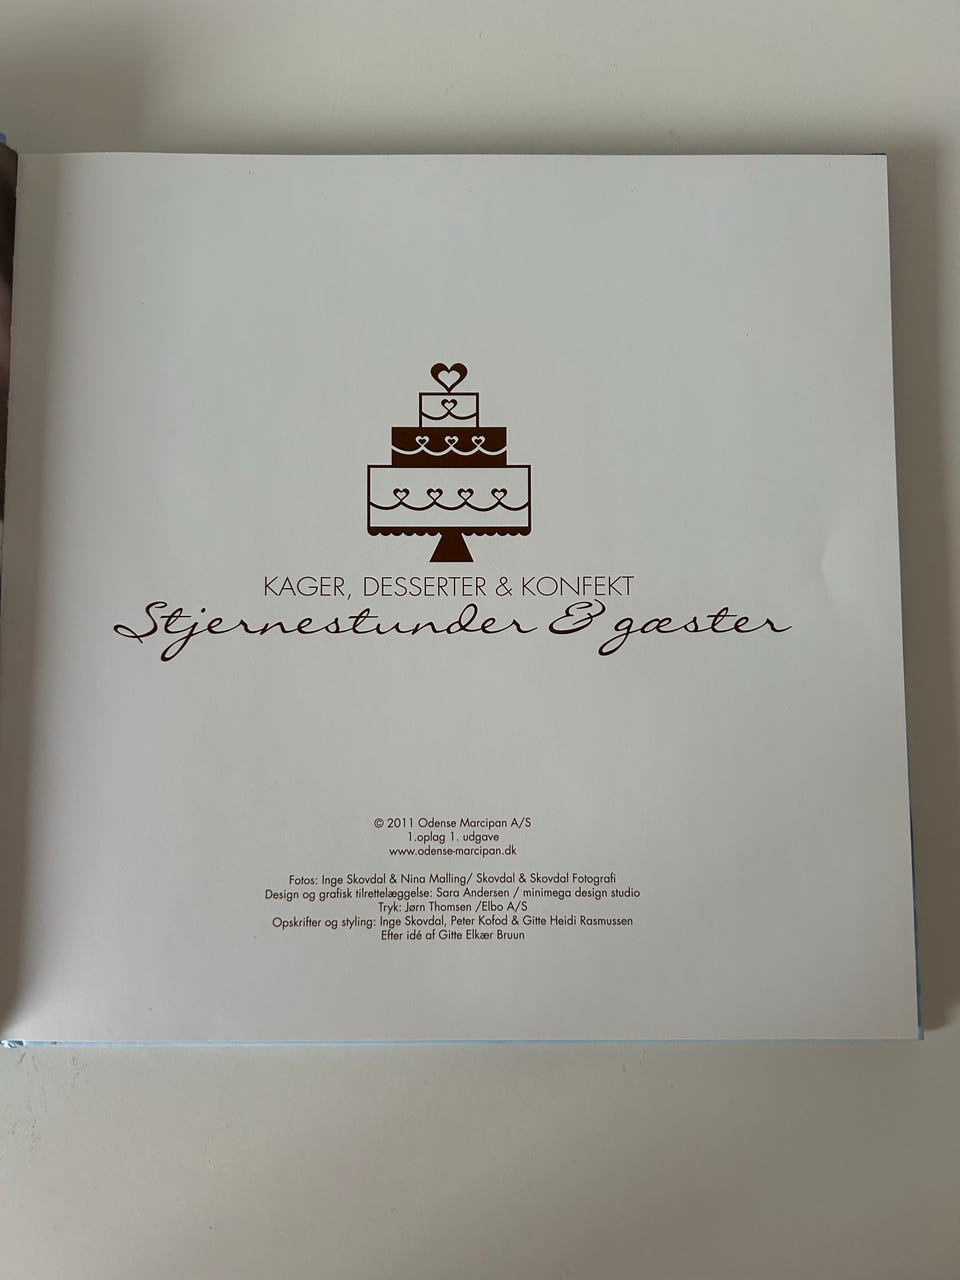 KAGER, DESSERTER & KONFEKT
Stjernestunder & gæster
© 2011 Odense Marcipan A/S
1.oplag 1. udgave
www.odense-marcipan.dk
Fotos: Inge Skovdal & Nina Malling/ Skovdal & Skovdal Fotografi
Design og grafisk tilrettelæggelse: Sara Andersen / minimega design studio
Tryk: Jørn Thomsen /Elbo A/S
Opskrifter og styling: Inge Skovdal, Peter Kofod & Gitte Heidi Rasmussen
Efter idé af Gitte Elkær Bruun